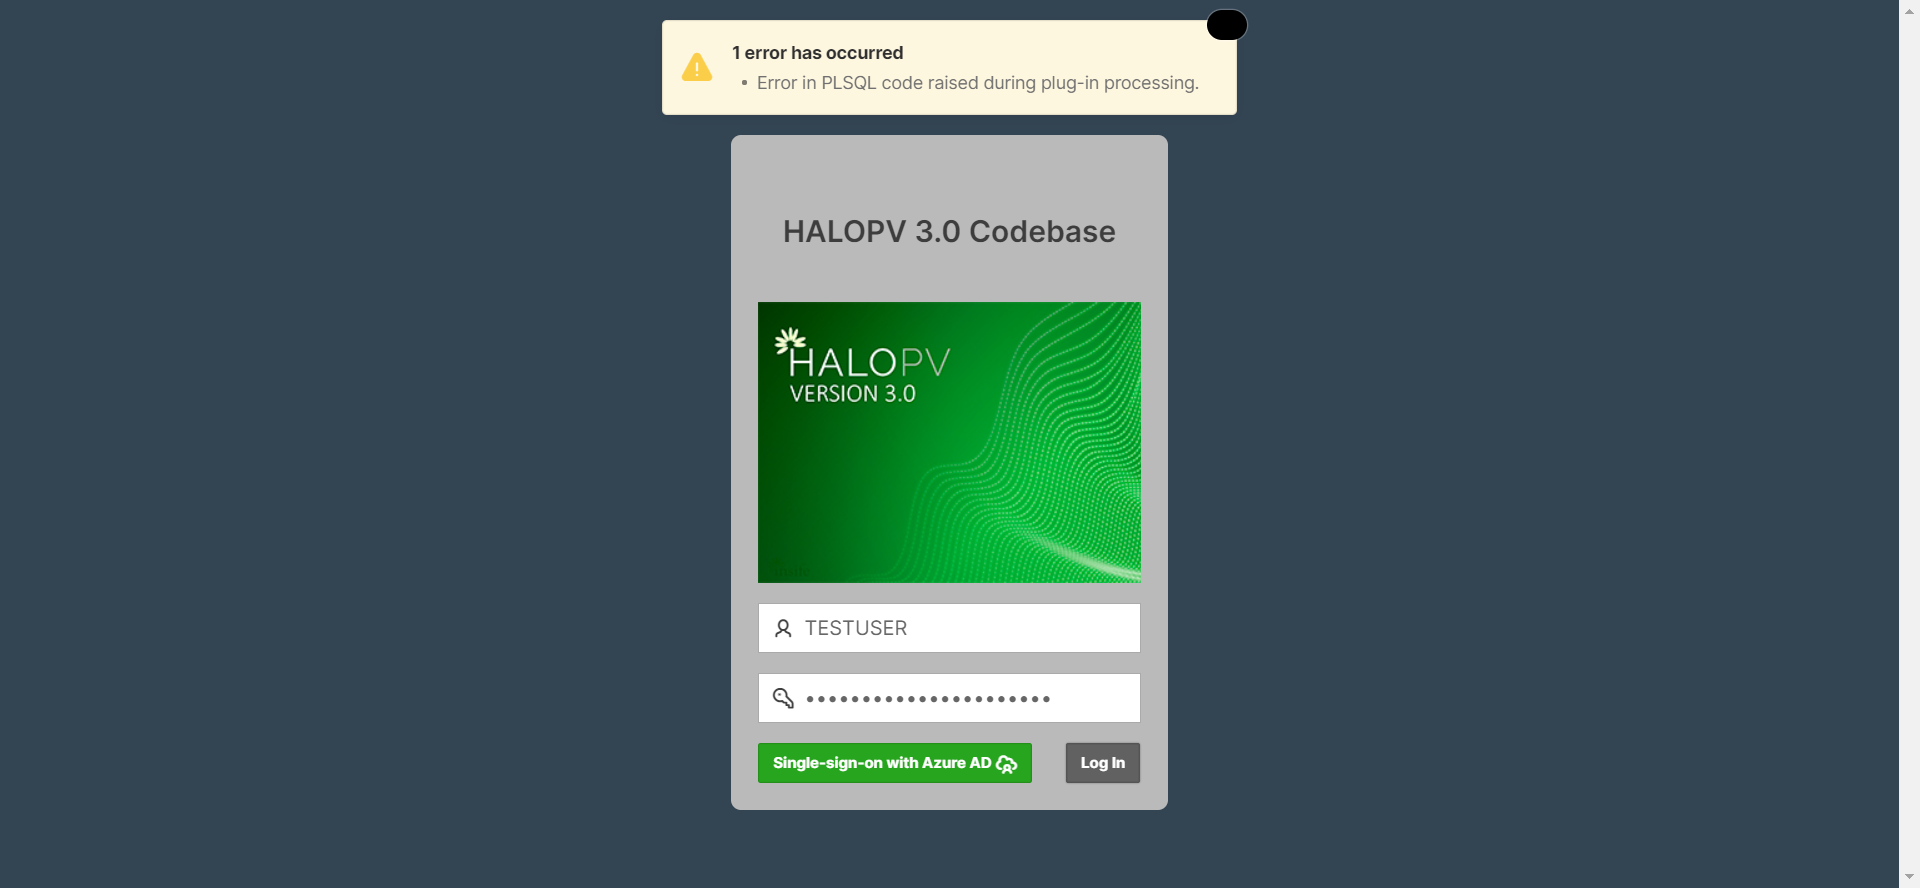 1 error has occurred
• Error in PLSQL code raised during plug-in processing.
HALOPV 3.0 Codebase
HALOPV
VERSION 3.0
TESTUSER
Single-sign-on with Azure AD
Log In